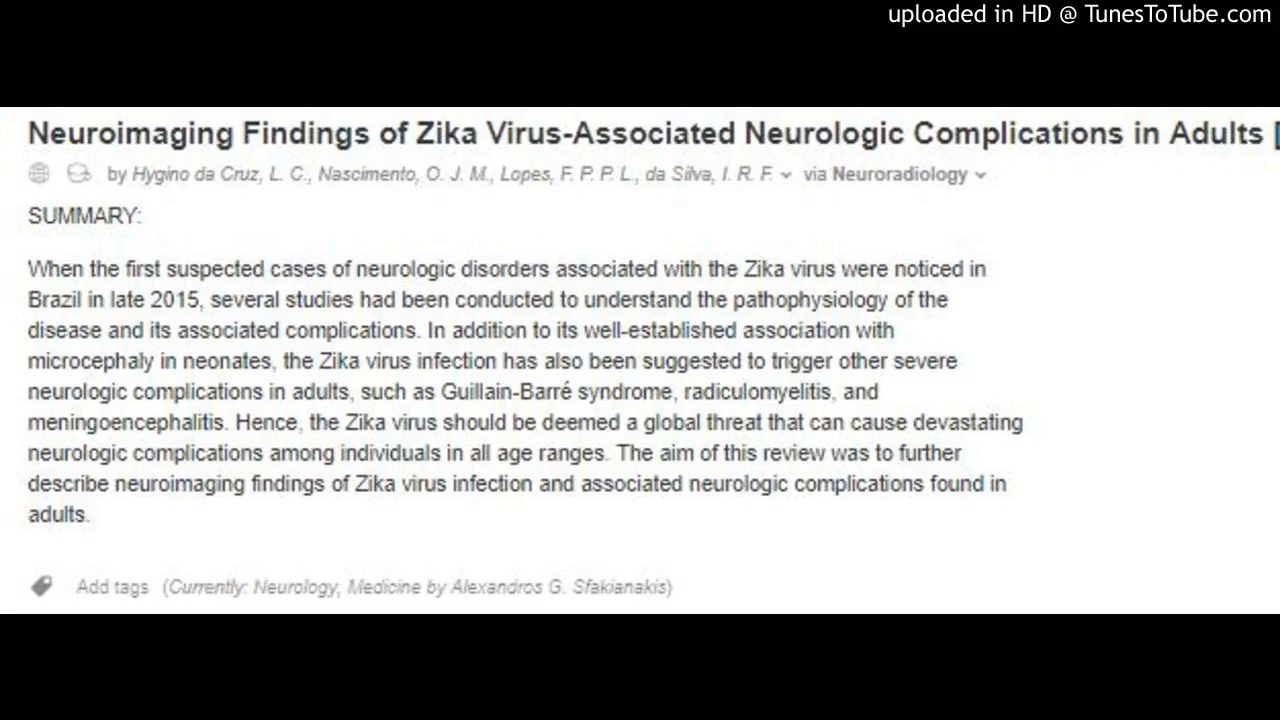 uploaded in HD @ TunesToTube.com
Neuroimaging Findings of Zika Virus-Associated Neurologic Complications in Adults [
by Hygino da Cruz, L. C., Nascimento, O. J. M., Lopes, F. P. P. L., da Silva, I. R. F. via Neuroradiology
SUMMARY:
When the first suspected cases of neurologic disorders associated with the Zika virus were noticed in
Brazil in late 2015, several studies had been conducted to understand the pathophysiology of the
disease and its associated complications. In addition to its well-established association with
microcephaly in neonates, the Zika virus infection has also been suggested to trigger other severe
neurologic complications in adults, such as Guillain-Barré syndrome, radiculomyelitis, and
meningoencephalitis. Hence, the Zika virus should be deemed a global threat that can cause devastating
neurologic complications among individuals in all age ranges. The aim of this review was to further
describe neuroimaging findings of Zika virus infection and associated neurologic complications found in
adults.
Add tags (Currently: Neurology, Medicine by Alexandros G. Sfakianakis)